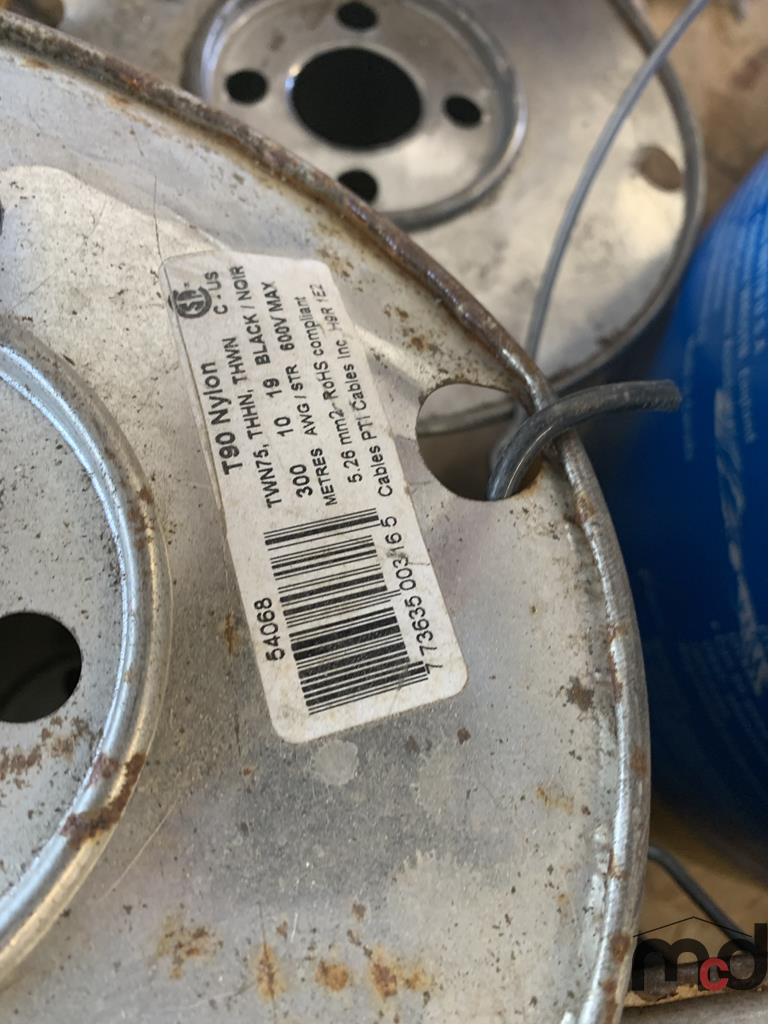 C - US
T90 Nylon
TWN75, THHN, THWN
300 10 19 BLACK / NOIR
METRES AWG / STR 600V MAX
5.26 mm2 RoHS compliant
Cables PTI Cables Inc. H9R 1E2
54068
7 73635 00316 5
mcd